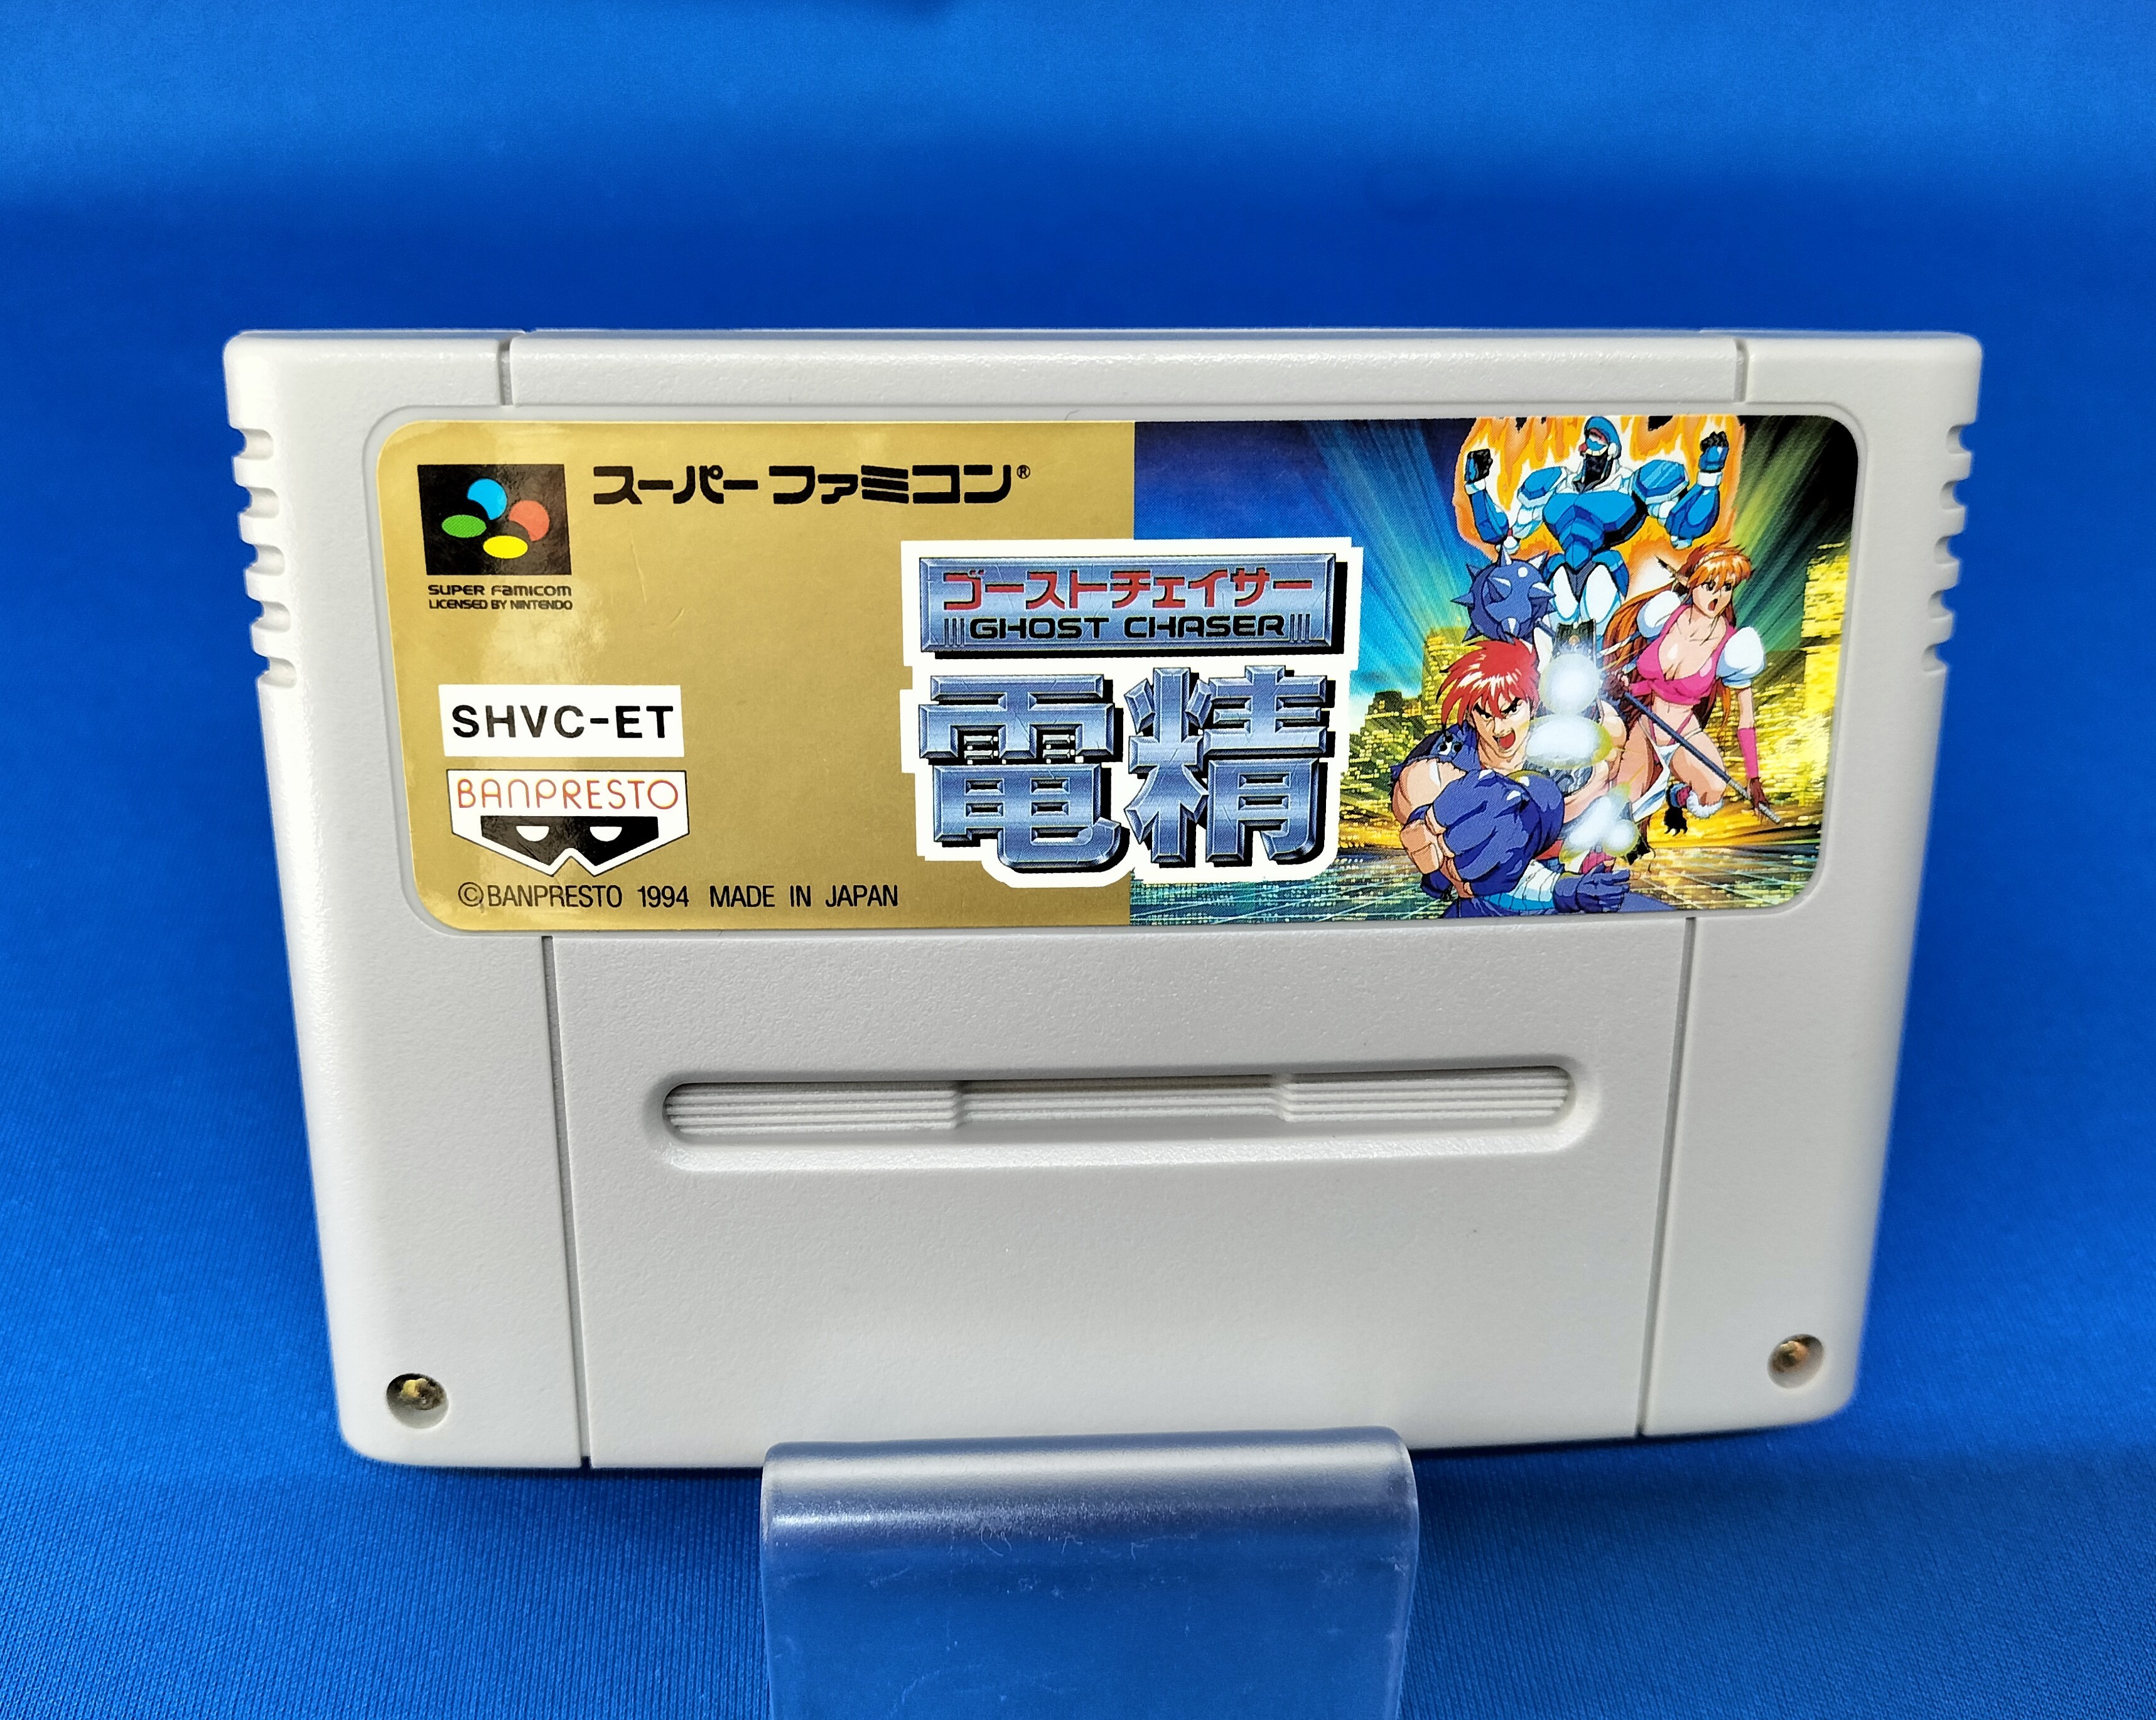 スーパーファミコン®
SUPER FAMICOM
LICENSED BY NINTENDO
ゴーストチェイサー
GHOST CHASER
電精
SHVC-ET
BANPRESTO
©BANPRESTO 1994 MADE IN JAPAN